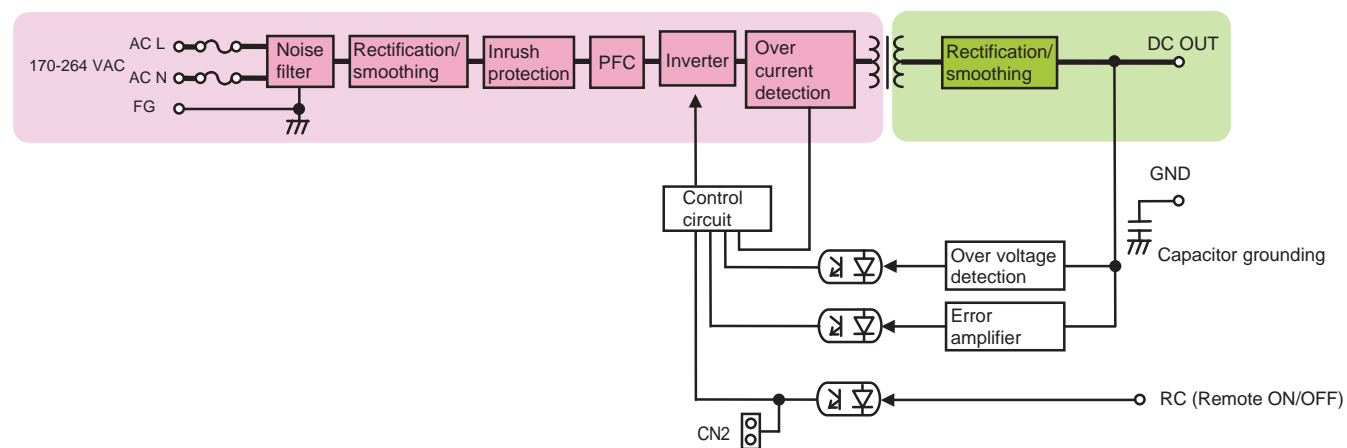 AC L
170-264 VAC
AC N
FG
Noise
filter
Rectification/
smoothing
Inrush
protection
PFC
Inverter
Over
current
detection
Rectification/
smoothing
DC OUT
Control
circuit
GND
Capacitor grounding
Over voltage
detection
Error
amplifier
RC (Remote ON/OFF)
CN2